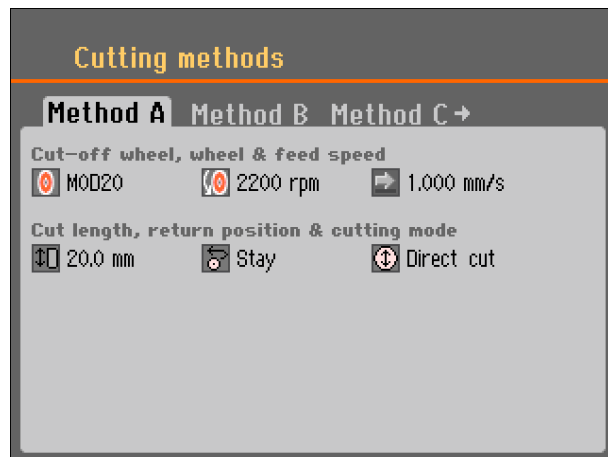 Cutting methods
Method A Method B Method C →
Cut-off wheel, wheel & feed speed
MOD20 2200 rpm 1.000 mm/s
Cut length, return position & cutting mode
20.0 mm Stay Direct cut